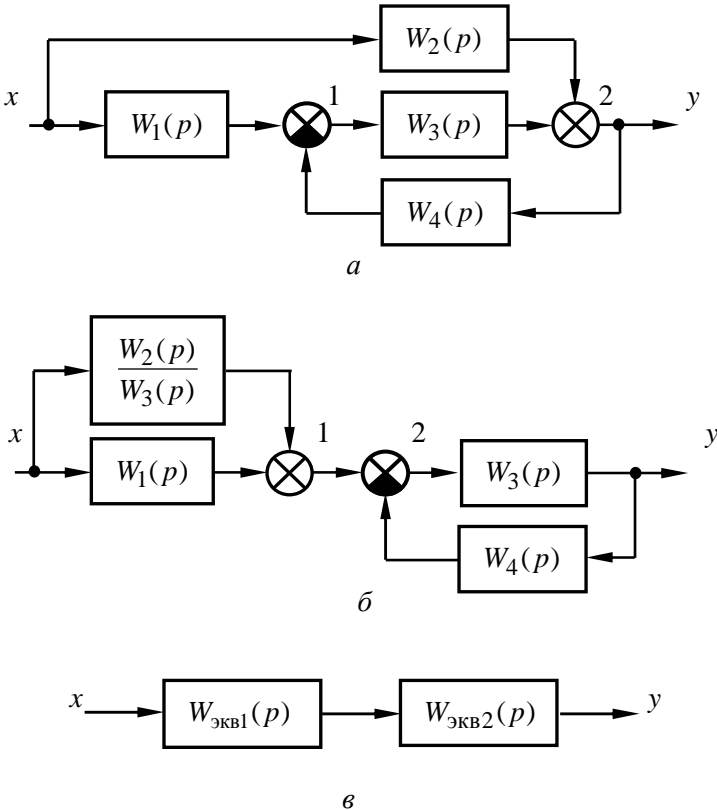 W₂(p)
x
1
2
y
W₁(p)
W₃(p)
W₄(p)
а
W₂(p)
W₃(p)
x
1
2
y
W₁(p)
W₃(p)
W₄(p)
б
x
Wэкв1(p)
Wэкв2(p)
y
в